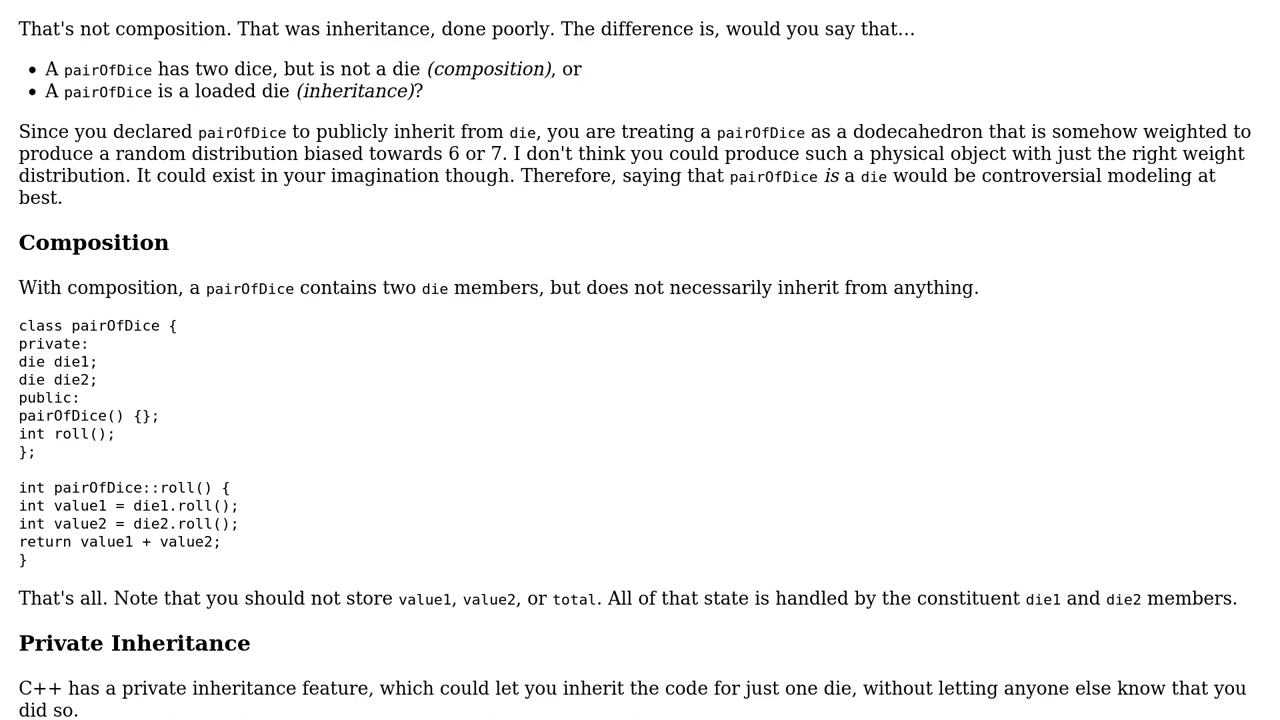 That's not composition. That was inheritance, done poorly. The difference is, would you say that…
• A pairOfDice has two dice, but is not a die (composition), or
• A pairOfDice is a loaded die (inheritance)?
Since you declared pairOfDice to publicly inherit from die, you are treating a pairOfDice as a dodecahedron that is somehow weighted to
produce a random distribution biased towards 6 or 7. I don't think you could produce such a physical object with just the right weight
distribution. It could exist in your imagination though. Therefore, saying that pairOfDice is a die would be controversial modeling at
best.
Composition
With composition, a pairOfDice contains two die members, but does not necessarily inherit from anything.
class pairOfDice {
private:
die die1;
die die2;
public:
pairOfDice() {};
int roll();
};
int pairOfDice::roll() {
int value1 = die1.roll();
int value2 = die2.roll();
return value1 + value2;
}
That's all. Note that you should not store value1, value2, or total. All of that state is handled by the constituent die1 and die2 members.
Private Inheritance
C++ has a private inheritance feature, which could let you inherit the code for just one die, without letting anyone else know that you
did so.